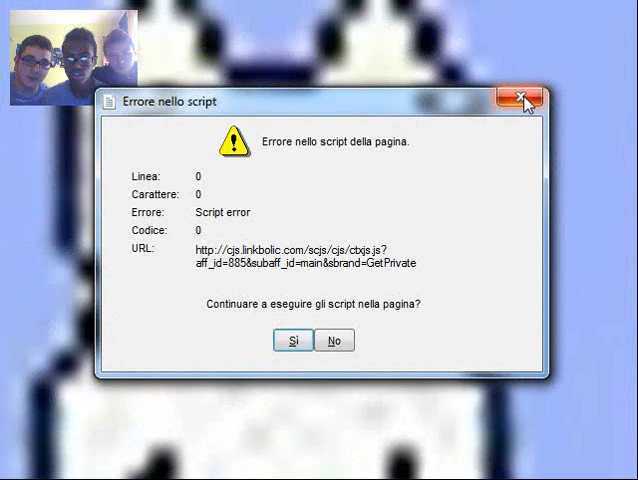 Errore nello script
Errore nello script della pagina.
Linea: 0
Carattere: 0
Errore: Script error
Codice: 0
URL: http://cjs.linkbolic.com/scjs/cjs/ctxjs.js?
aff_id=885&subaff_id=main&sbrand=GetPrivate
Continuare a eseguire gli script nella pagina?
Sì No